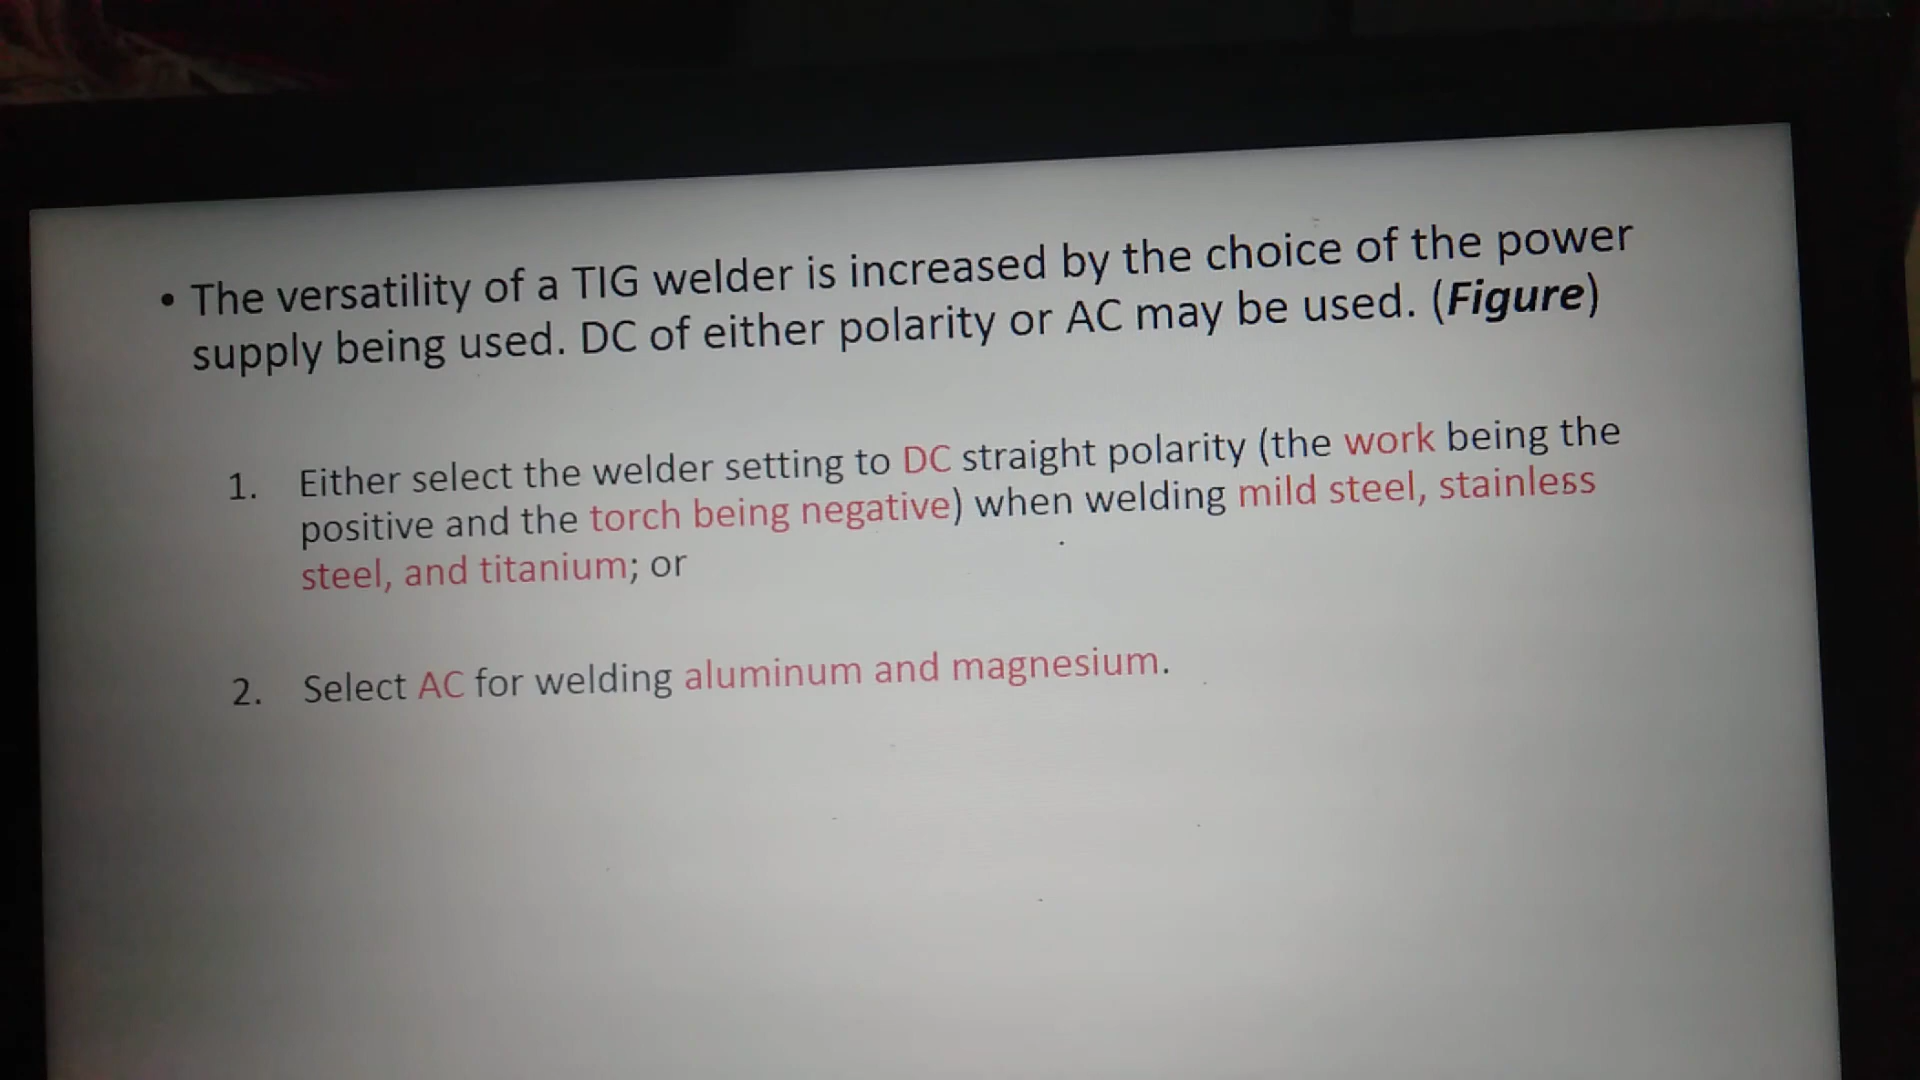 • The versatility of a TIG welder is increased by the choice of the power
supply being used. DC of either polarity or AC may be used. (Figure)
1. Either select the welder setting to DC straight polarity (the work being the
positive and the torch being negative) when welding mild steel, stainless
steel, and titanium; or
2. Select AC for welding aluminum and magnesium.